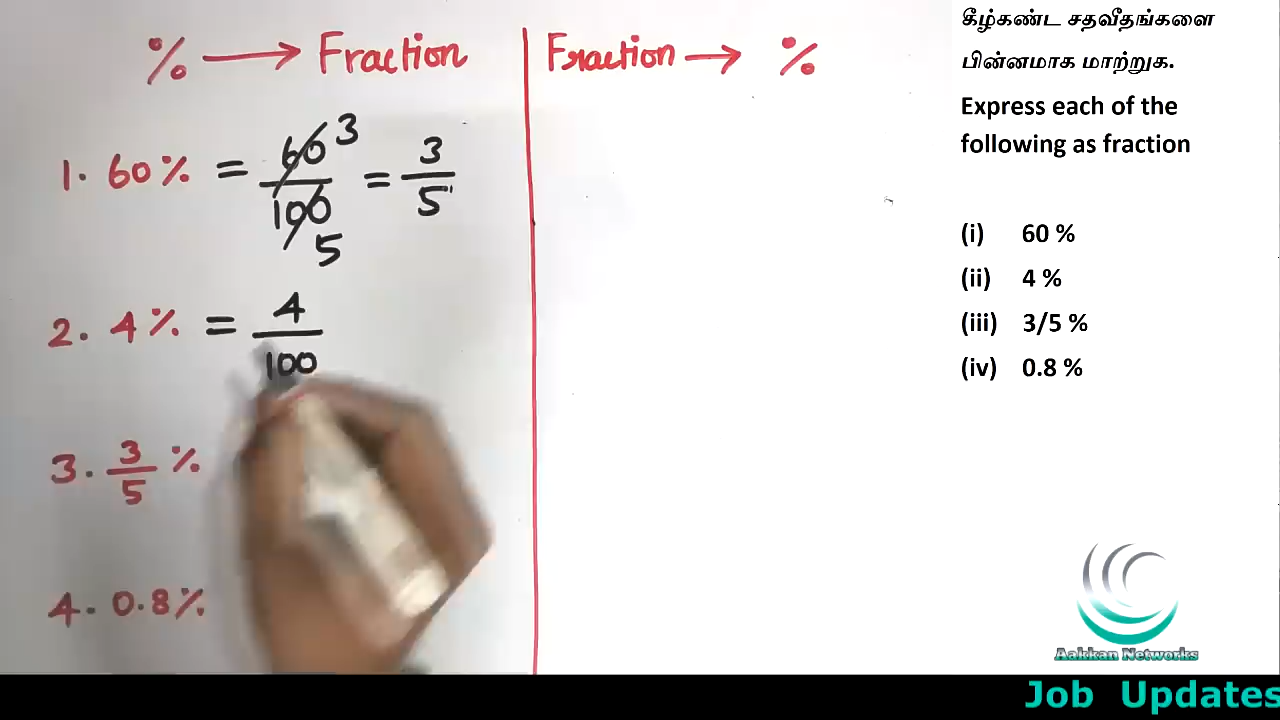 % → Fraction
Fraction → %
1. 60% = 60/100 3 5 = 3/5
2. 4% = 4/100
3. 3/5 %
4. 0.8%
கீழ்கண்ட சதவீதங்களை
பின்னமாக மாற்றுக.
Express each of the
following as fraction
(i) 60 %
(ii) 4 %
(iii) 3/5 %
(iv) 0.8 %
Aakkan Networks
Job Updates